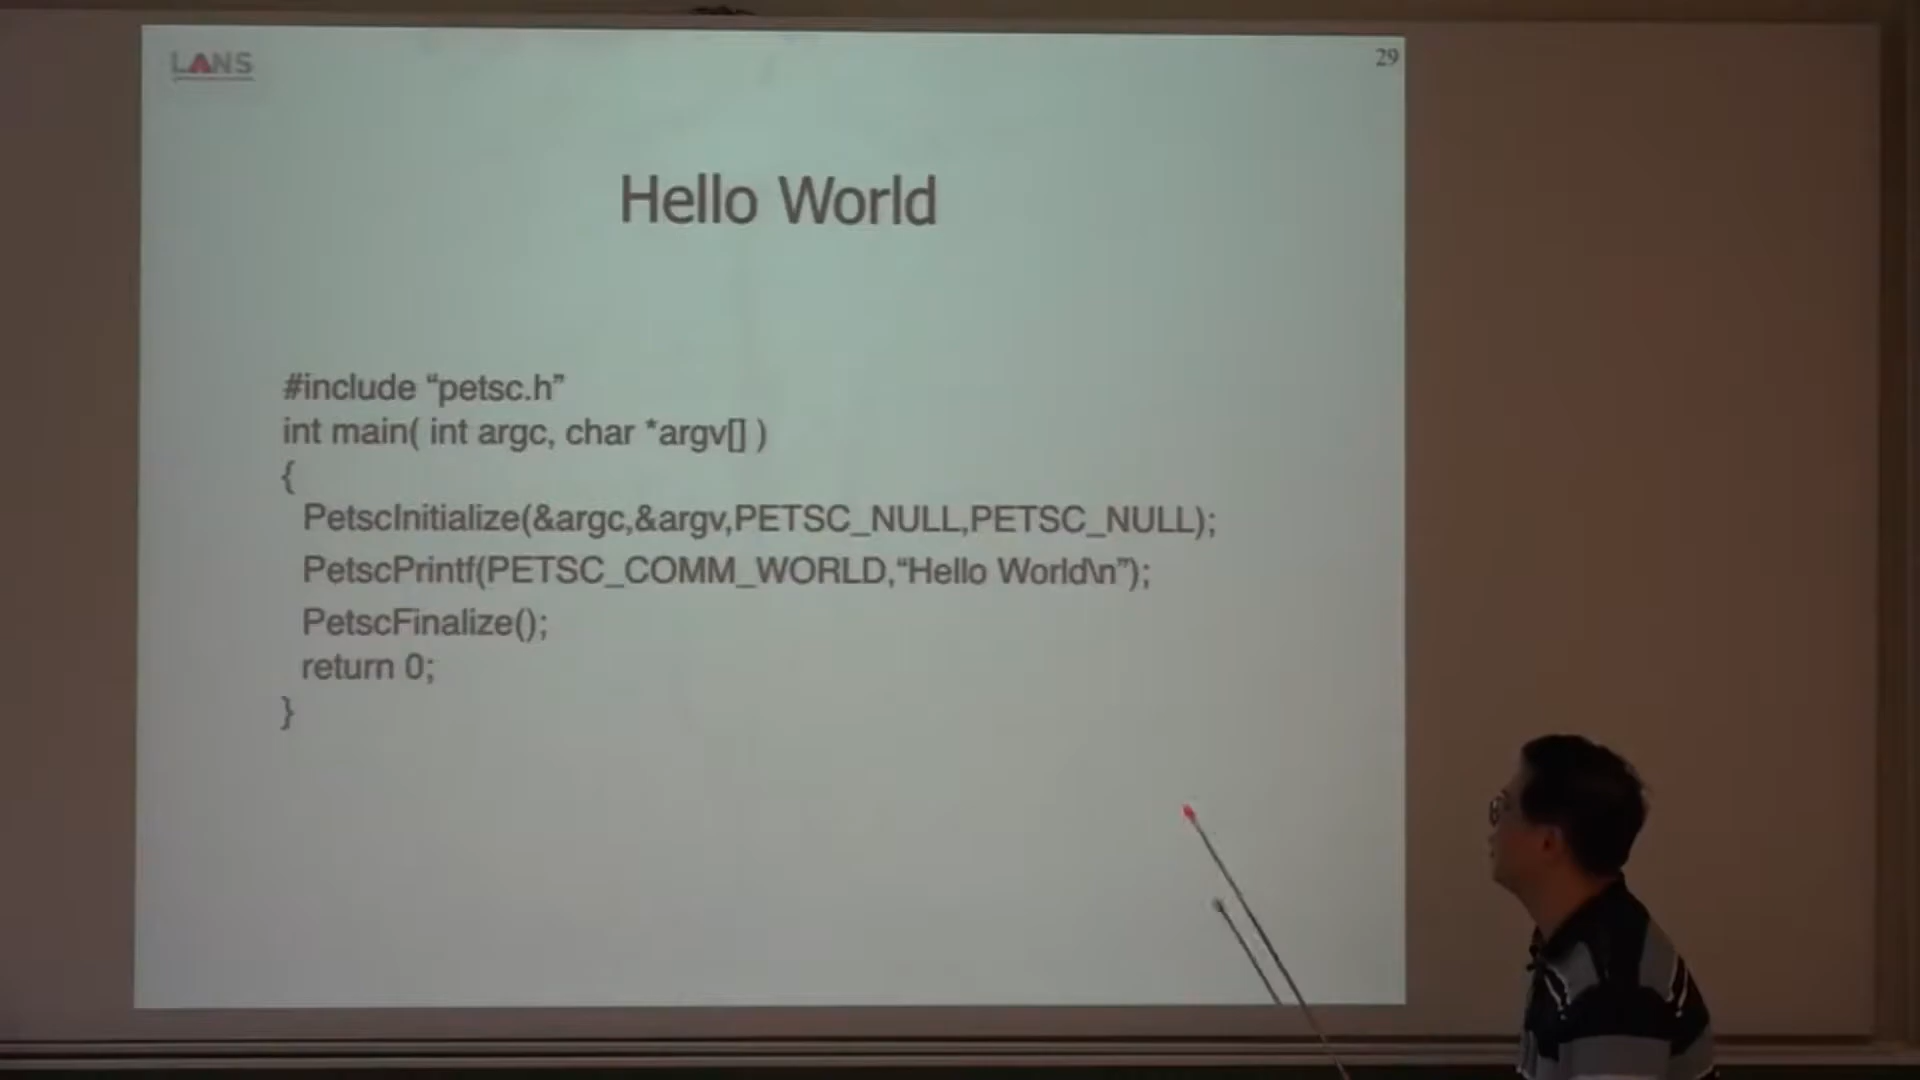 LANS
29
Hello World
#include “petsc.h”
int main( int argc, char *argv[] )
{
PetscInitialize(&argc,&argv,PETSC_NULL,PETSC_NULL);
PetscPrintf(PETSC_COMM_WORLD,“Hello World\n”);
PetscFinalize();
return 0;
}